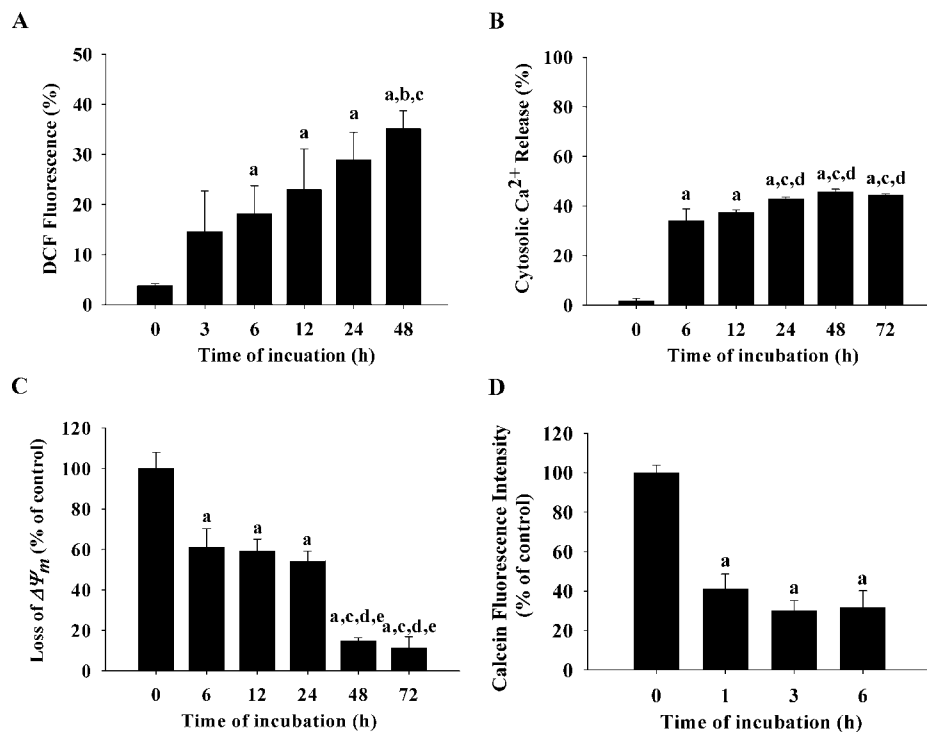 A
DCF Fluorescence (%)
50
40
30
20
10
0
a
a
a
a,b,c
0 3 6 12 24 48
Time of incuation (h)
B
Cytosolic Ca2+ Release (%)
100
80
60
40
20
0
a
a
a,c,d
a,c,d
a,c,d
0 6 12 24 48 72
Time of incubation (h)
C
Loss of ΔΨm (% of control)
120
100
80
60
40
20
0
a
a
a
a,c,d,e
a,c,d,e
0 6 12 24 48 72
Time of incubation (h)
D
Calcein Fluorescence Intensity
(% of control)
120
100
80
60
40
20
0
a
a
a
0 1 3 6
Time of incubation (h)